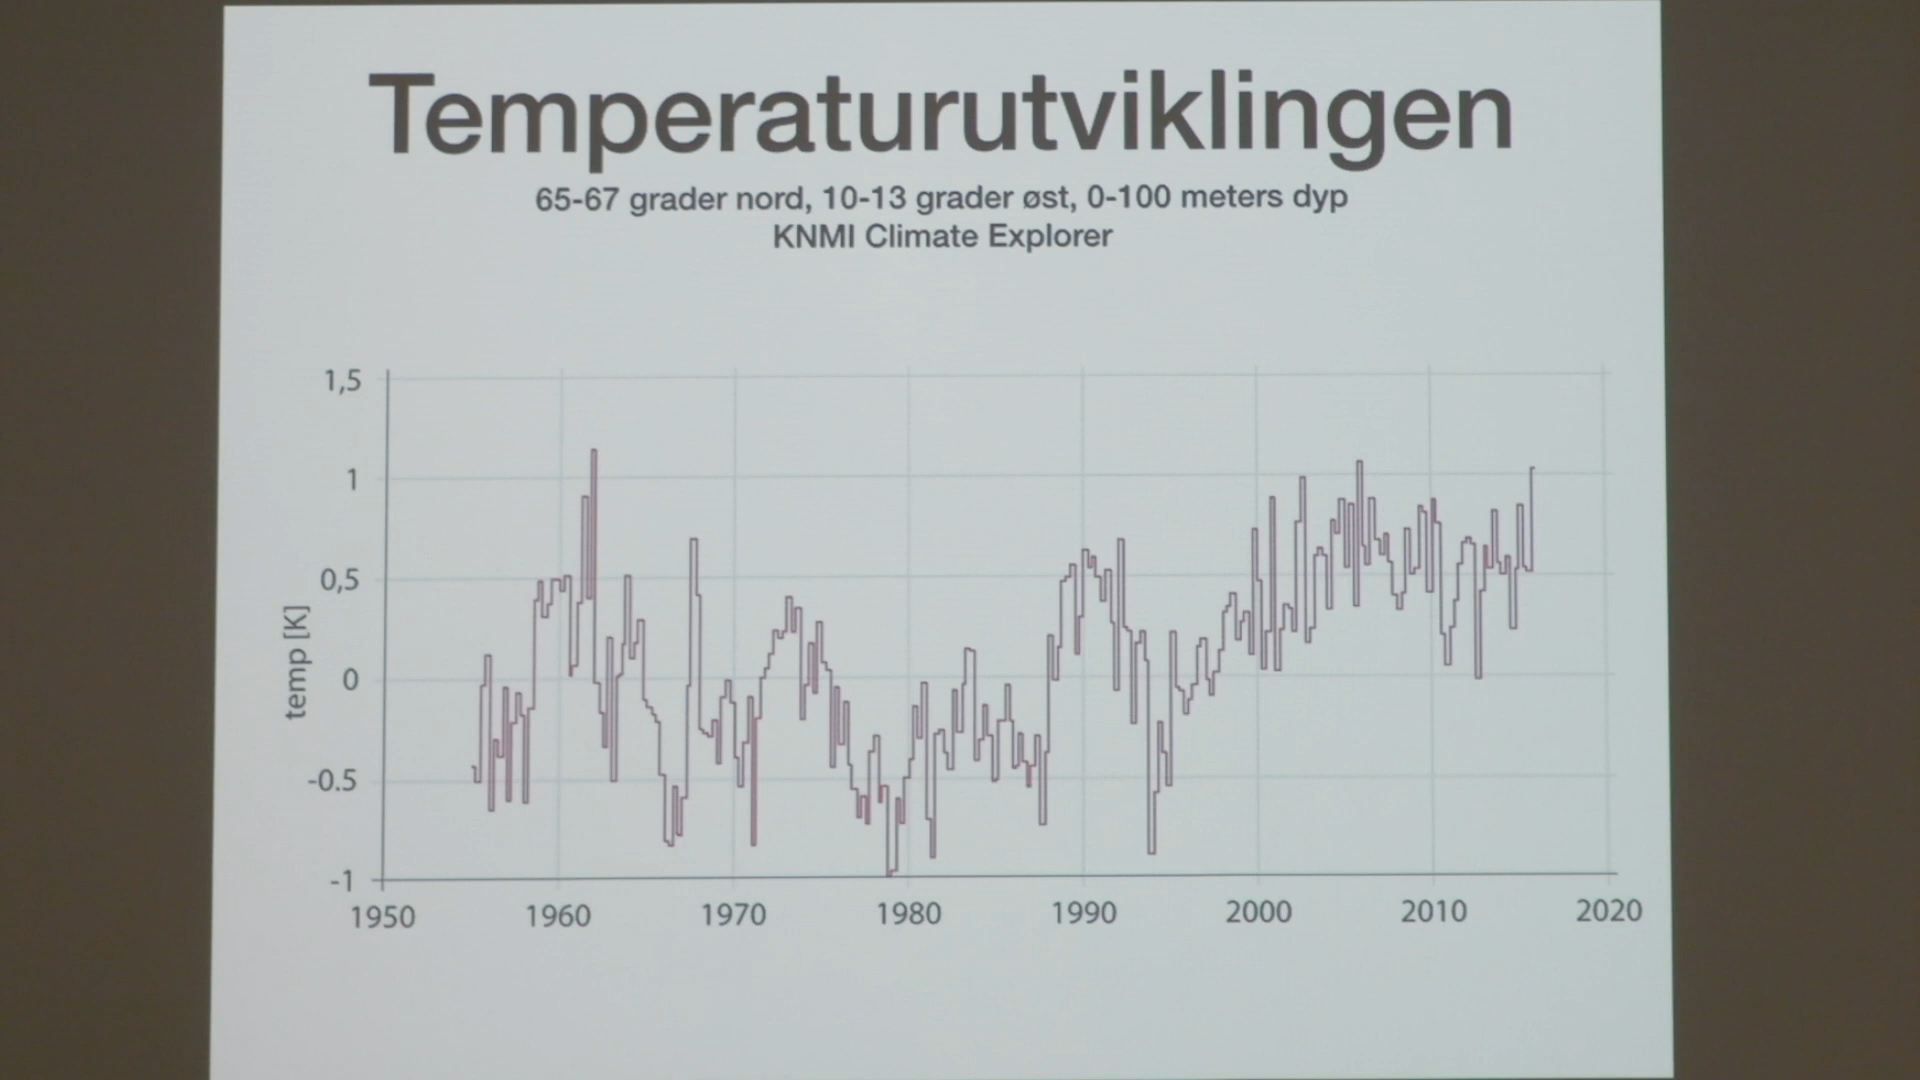 Temperaturutviklingen
65-67 grader nord, 10-13 grader øst, 0-100 meters dyp
KNMI Climate Explorer
1,5
1
0,5
0
-0.5
-1
temp [K]
1950 1960 1970 1980 1990 2000 2010 2020